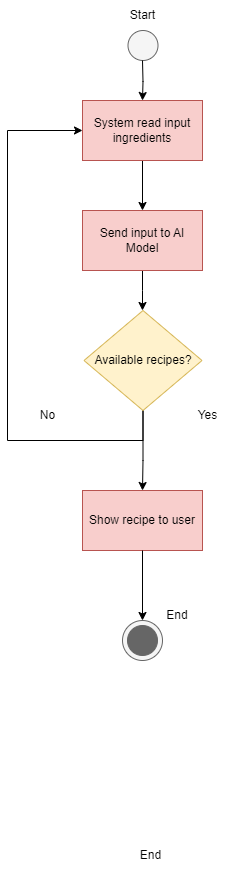 Start
System read input
ingredients
Send input to AI
Model
Available recipes?
No
Yes
Show recipe to user
End
End